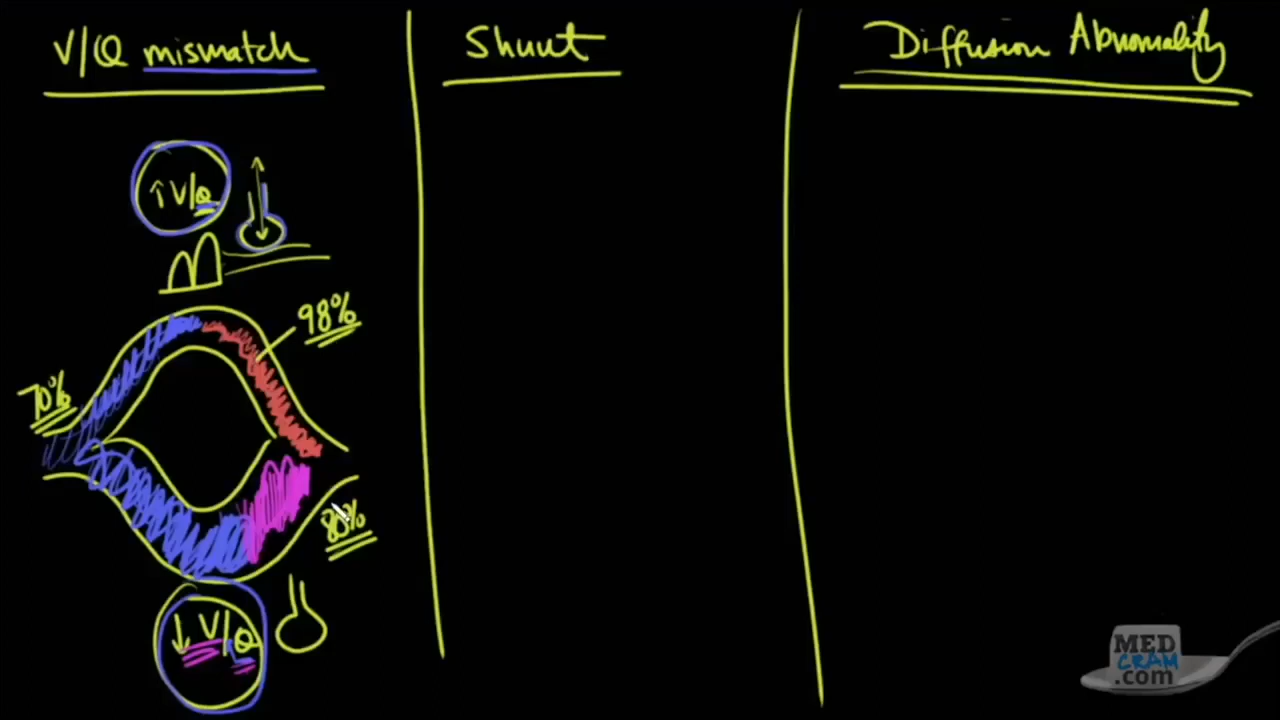 V/Q mismatch
Shunt
Diffusion Abnormality
↑V/Q
98%
70%
80%
↓V/Q
MED
CRAM
.com